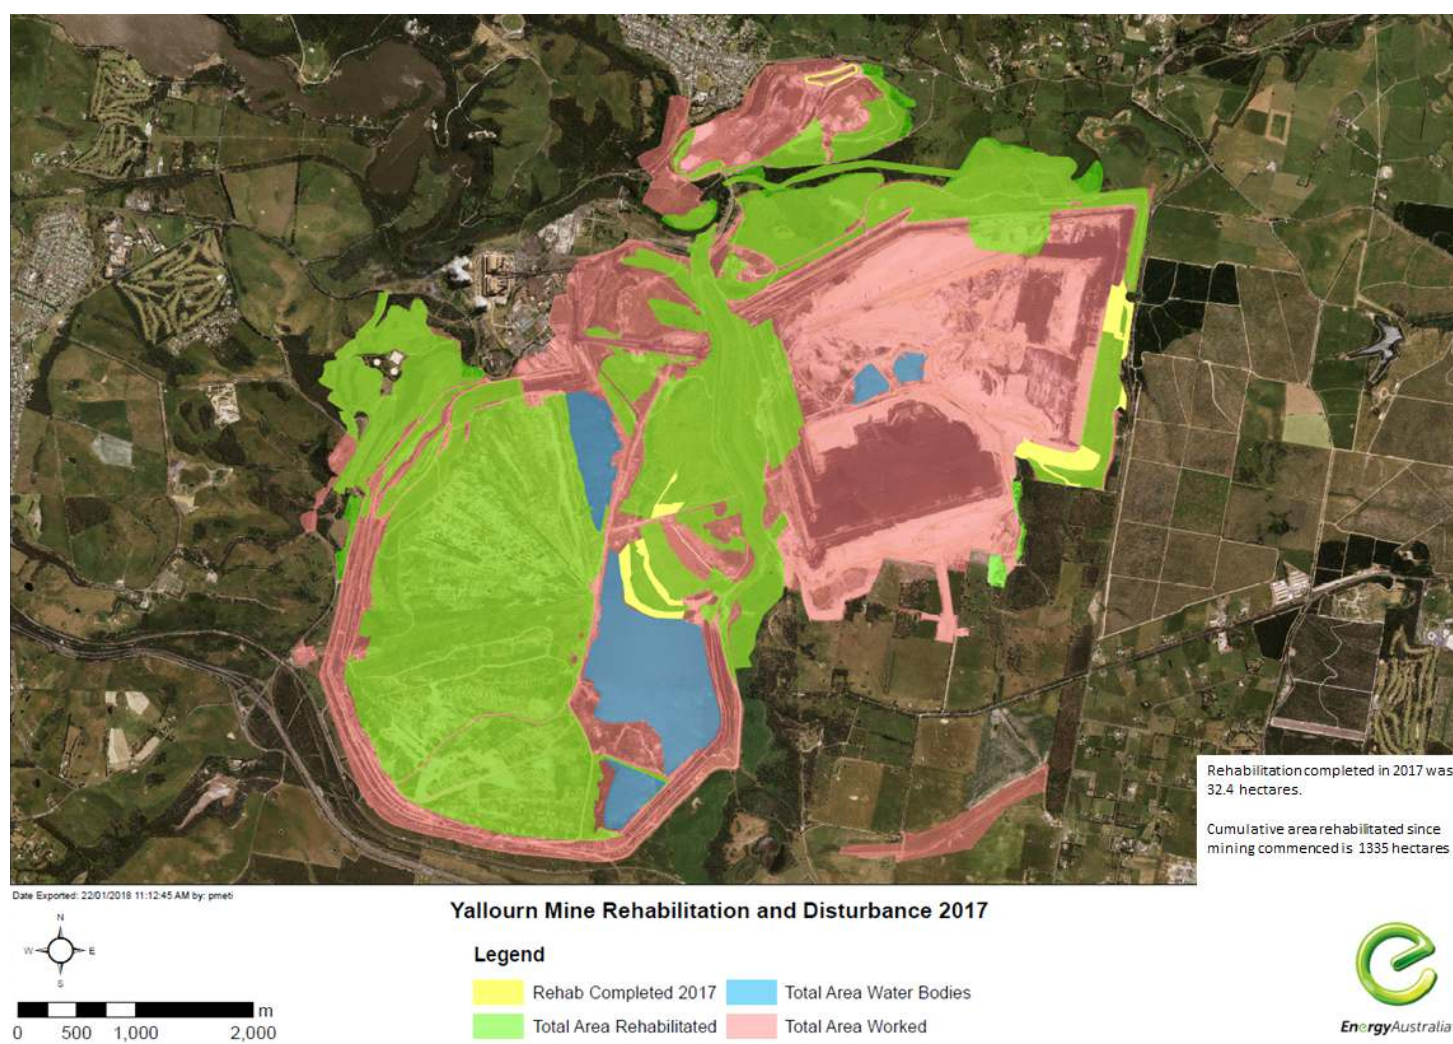 Rehabilitation completed in 2017 was
32.4 hectares.
Cumulative area rehabilitated since
mining commenced is 1335 hectares
Date Exported: 22/01/2018 11:12:45 AM by: pmeti
Yallourn Mine Rehabilitation and Disturbance 2017
N
W E
S
Legend
Rehab Completed 2017
Total Area Water Bodies
Total Area Rehabilitated
Total Area Worked
m
0 500 1,000 2,000
EnergyAustralia